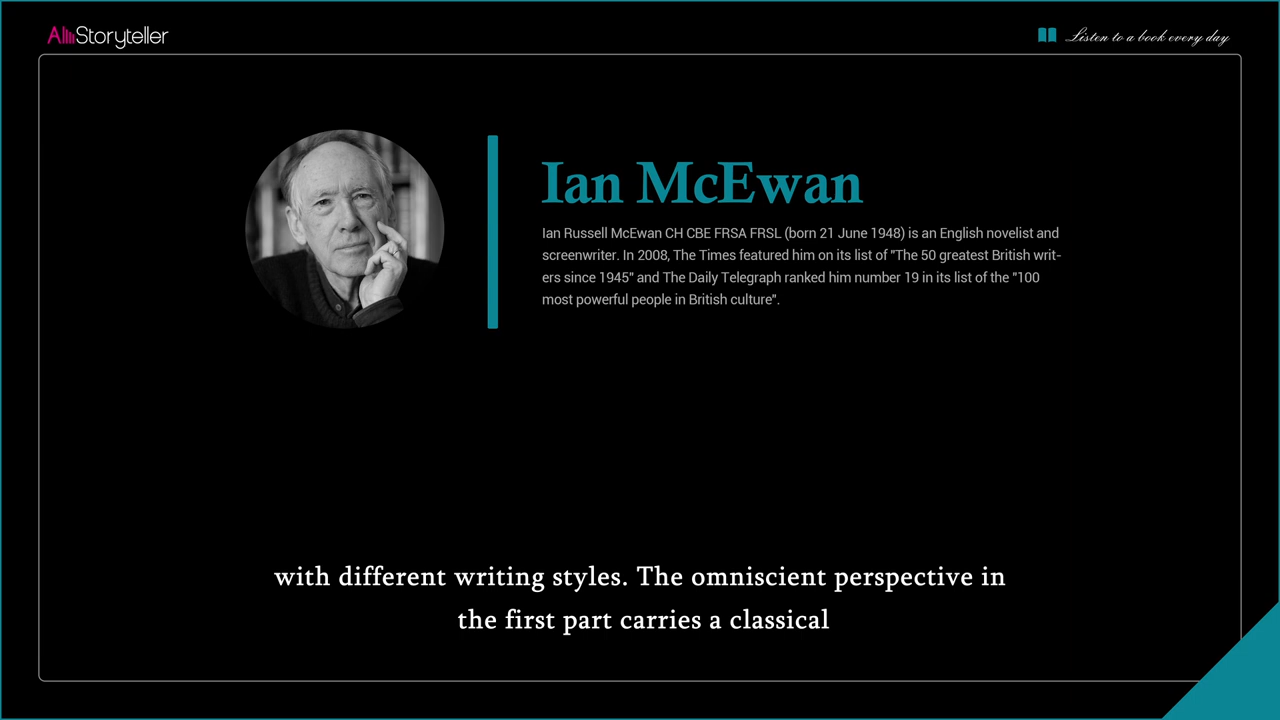 AllStoryteller
Listen to a book every day
Ian McEwan
Ian Russell McEwan CH CBE FRSA FRSL (born 21 June 1948) is an English novelist and
screenwriter. In 2008, The Times featured him on its list of "The 50 greatest British writ-
ers since 1945" and The Daily Telegraph ranked him number 19 in its list of the "100
most powerful people in British culture".
with different writing styles. The omniscient perspective in
the first part carries a classical